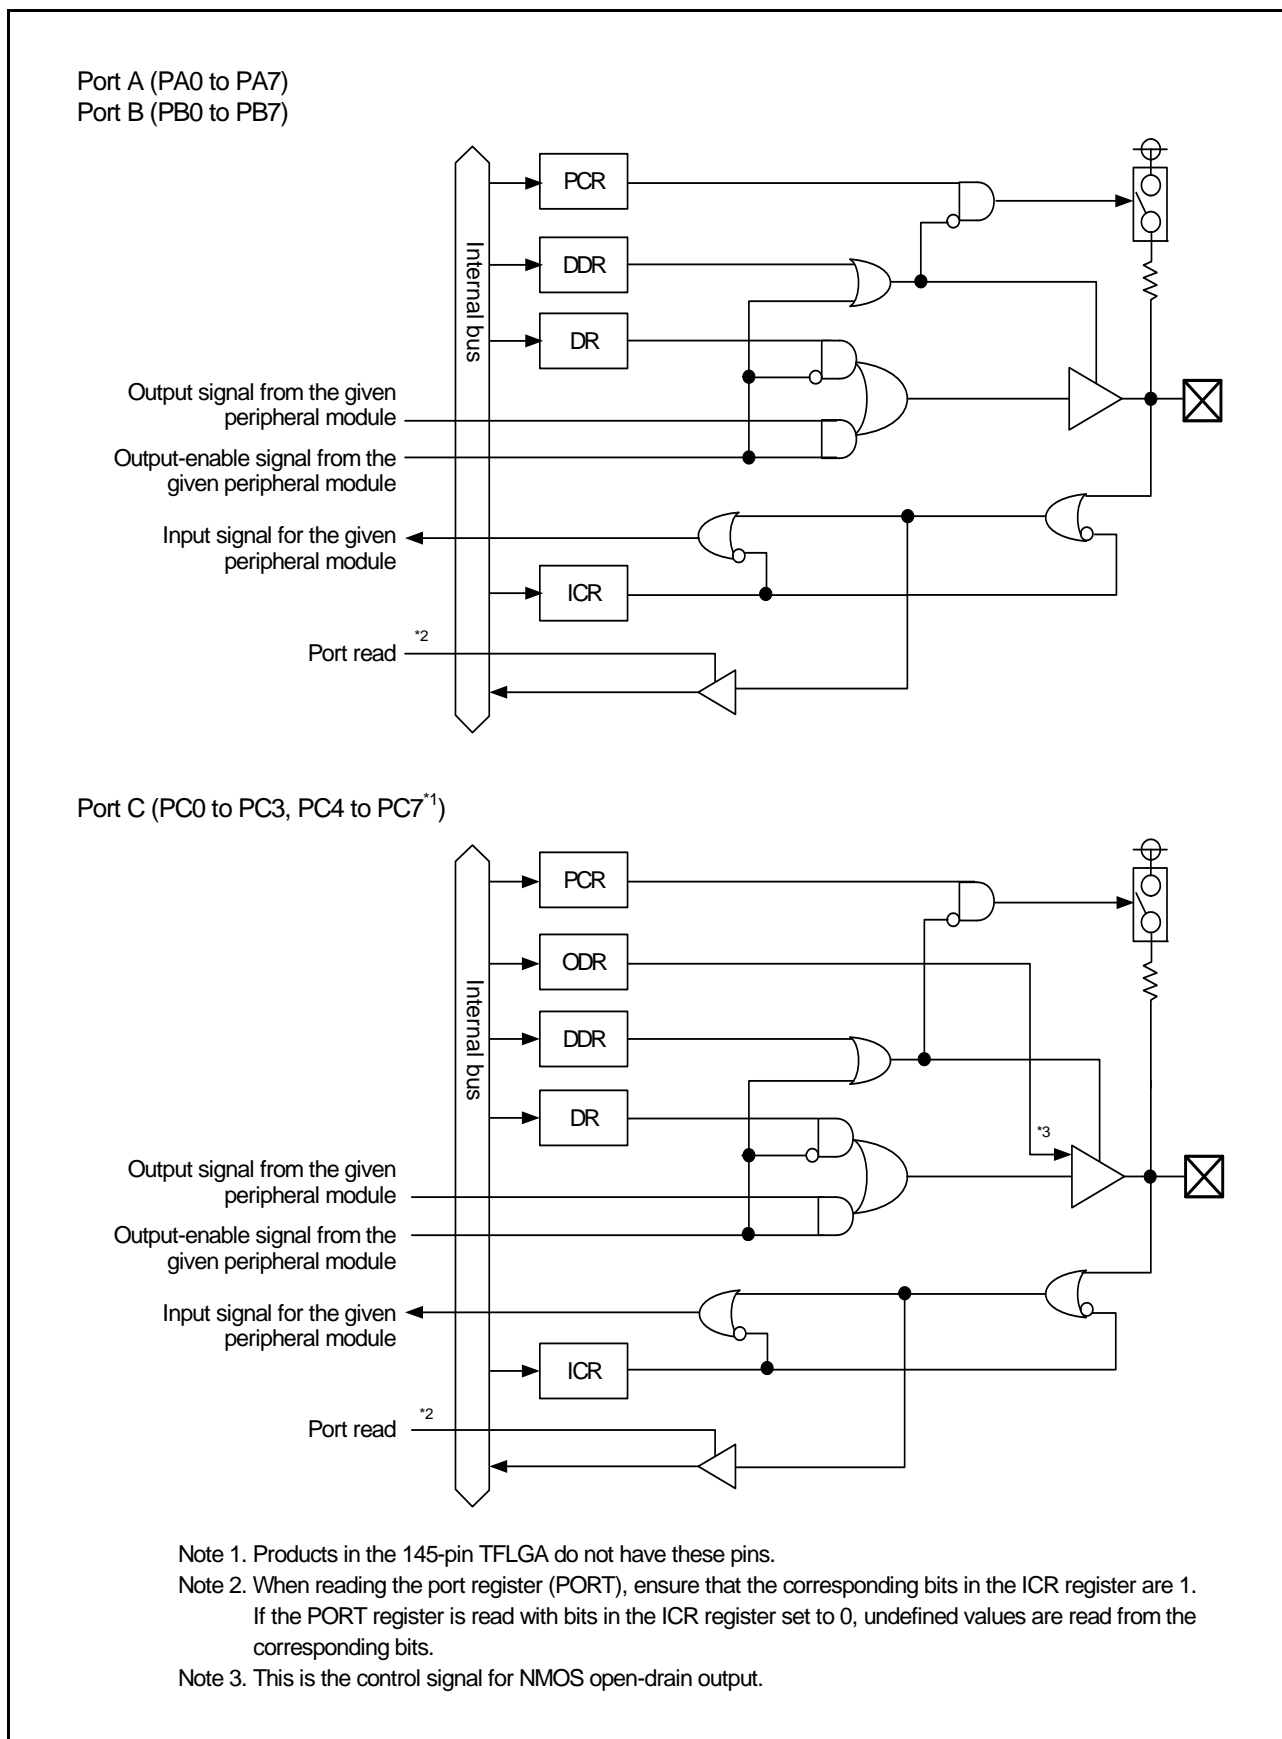 Port A (PA0 to PA7)
Port B (PB0 to PB7)
PCR
DDR
Internal bus
DR
Output signal from the given
peripheral module
Output-enable signal from the
given peripheral module
Input signal for the given
peripheral module
ICR
Port read *2
Port C (PC0 to PC3, PC4 to PC7*1)
PCR
ODR
Internal bus
DDR
DR
*3
Output signal from the given
peripheral module
Output-enable signal from the
given peripheral module
Input signal for the given
peripheral module
ICR
Port read *2
Note 1. Products in the 145-pin TFLGA do not have these pins.
Note 2. When reading the port register (PORT), ensure that the corresponding bits in the ICR register are 1.
If the PORT register is read with bits in the ICR register set to 0, undefined values are read from the
corresponding bits.
Note 3. This is the control signal for NMOS open-drain output.